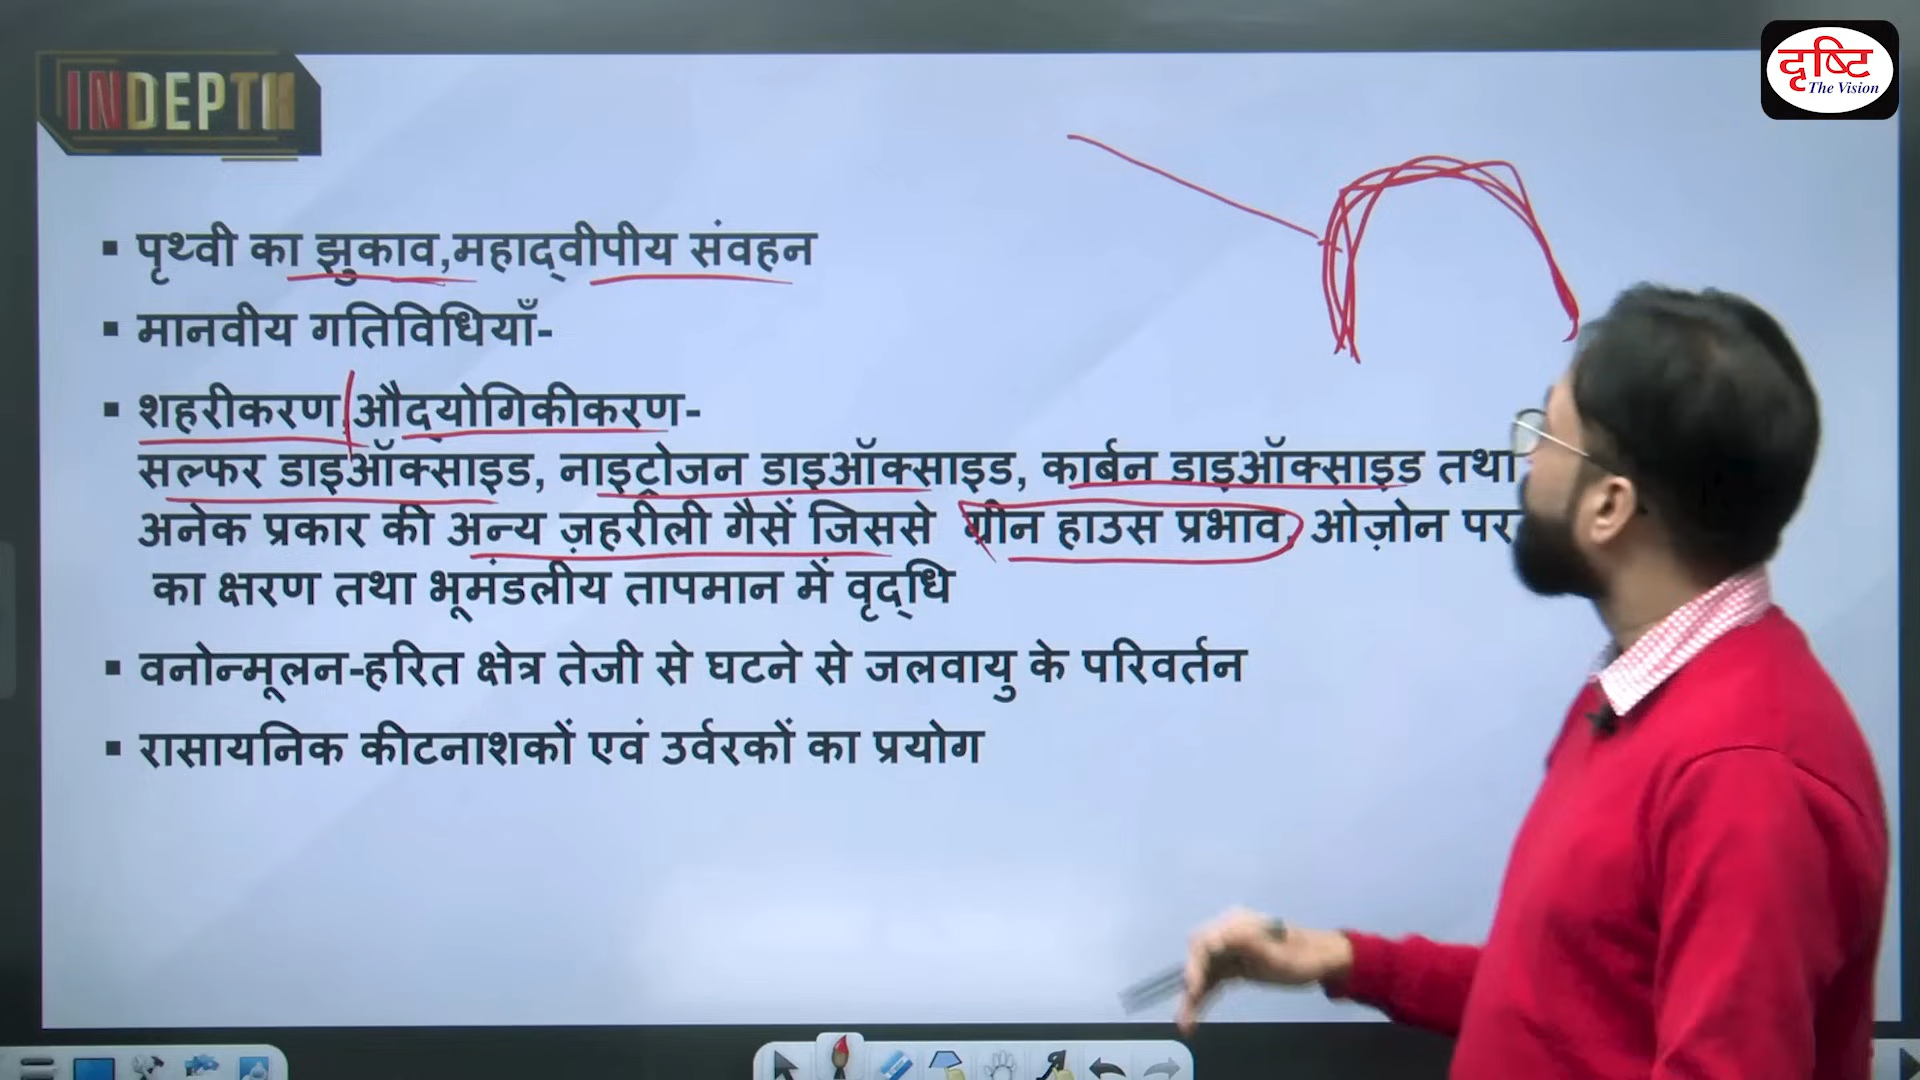 INDEPTH
दृष्टि
The Vision
पृथ्वी का झुकाव,महाद्वीपीय संवहन
मानवीय गतिविधियाँ-
शहरीकरण,औद्योगिकीकरण-
सल्फर डाइऑक्साइड, नाइट्रोजन डाइऑक्साइड, कार्बन डाइऑक्साइड तथा
अनेक प्रकार की अन्य ज़हरीली गैसें जिससे ग्रीन हाउस प्रभाव, ओज़ोन पर
का क्षरण तथा भूमंडलीय तापमान में वृद्धि
वनोन्मूलन-हरित क्षेत्र तेजी से घटने से जलवायु के परिवर्तन
रासायनिक कीटनाशकों एवं उर्वरकों का प्रयोग